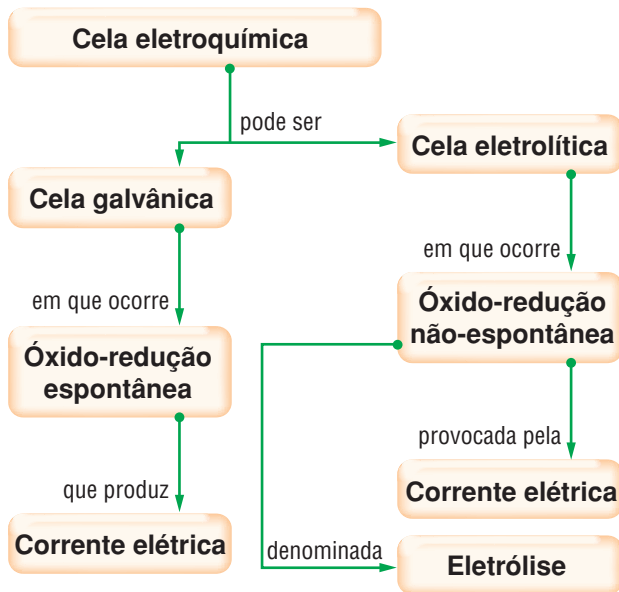 Cela eletroquímica
pode ser
Cela galvânica
em que ocorre
Óxido-redução
espontânea
que produz
Corrente elétrica
Cela eletrolítica
em que ocorre
Óxido-redução
não-espontânea
provocada pela
Corrente elétrica
denominada
Eletrólise